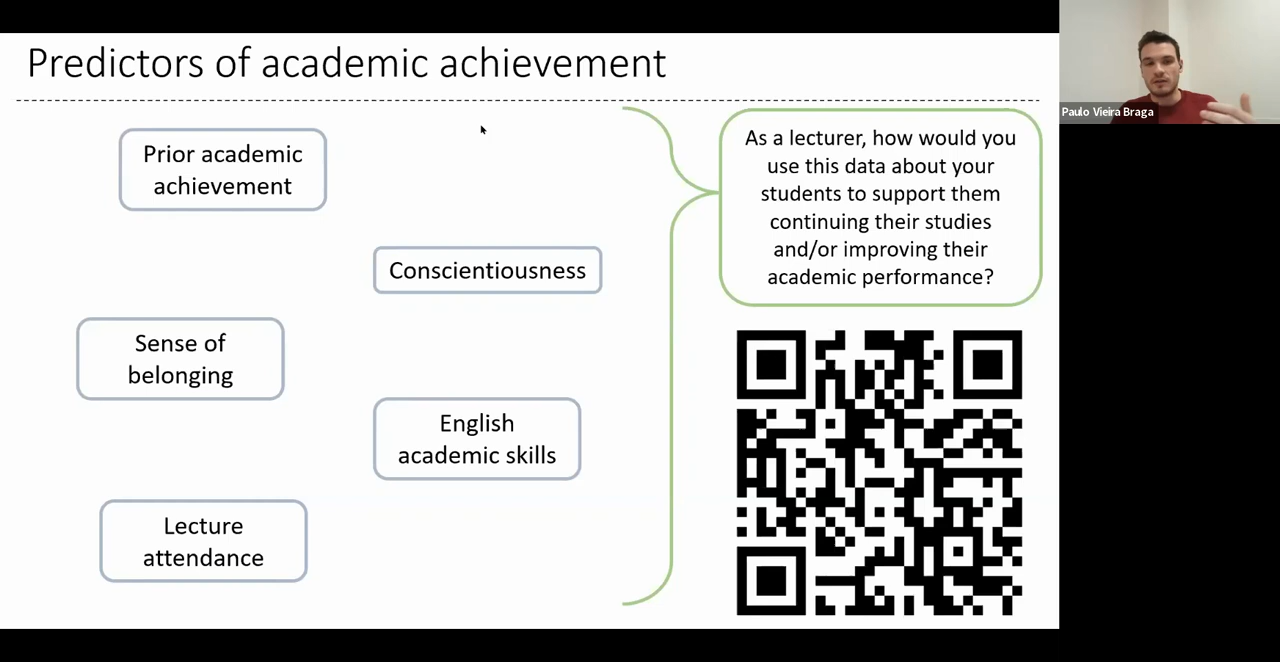 Predictors of academic achievement
Prior academic
achievement
Conscientiousness
Sense of
belonging
English
academic skills
Lecture
attendance
As a lecturer, how would you
use this data about your
students to support them
continuing their studies
and/or improving their
academic performance?
Paulo Vieira Braga